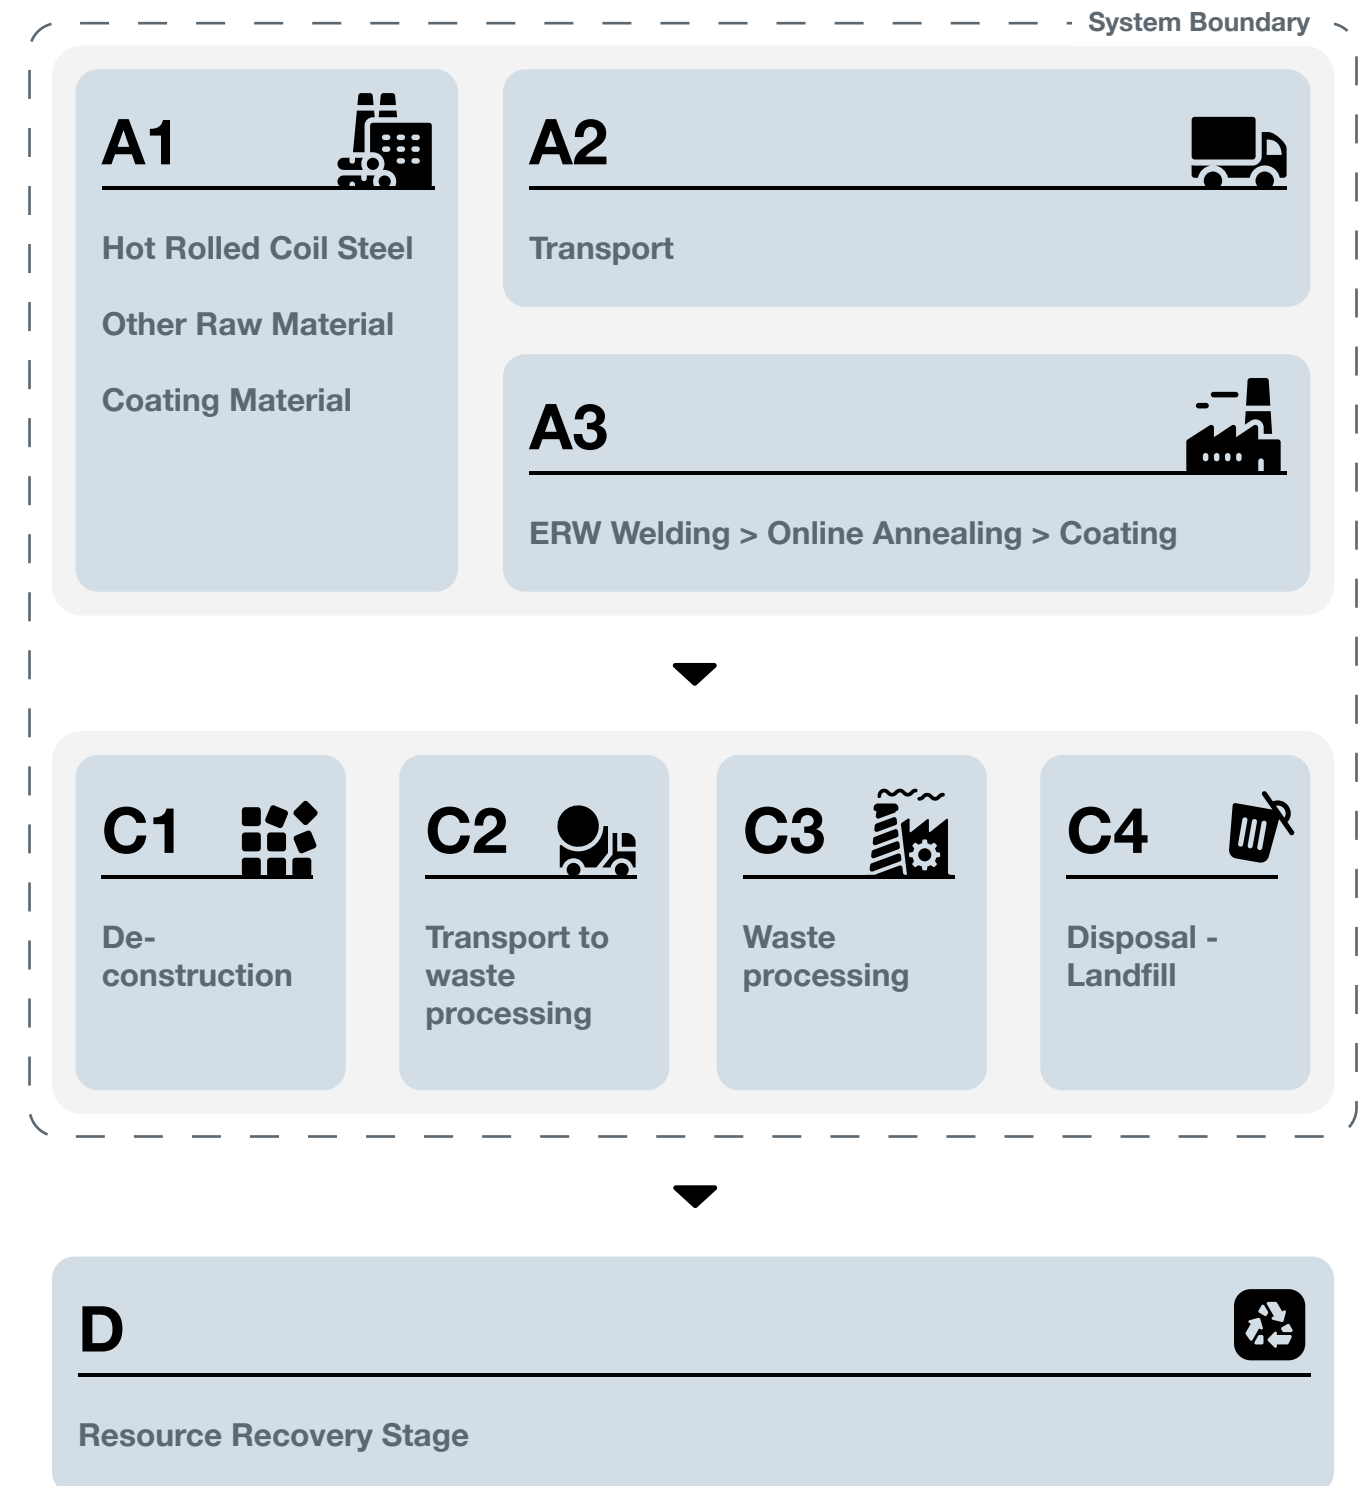 System Boundary
A1
Hot Rolled Coil Steel
Other Raw Material
Coating Material
A2
Transport
A3
ERW Welding > Online Annealing > Coating
C1
De-
construction
C2
Transport to
waste
processing
C3
Waste
processing
C4
Disposal -
Landfill
D
Resource Recovery Stage